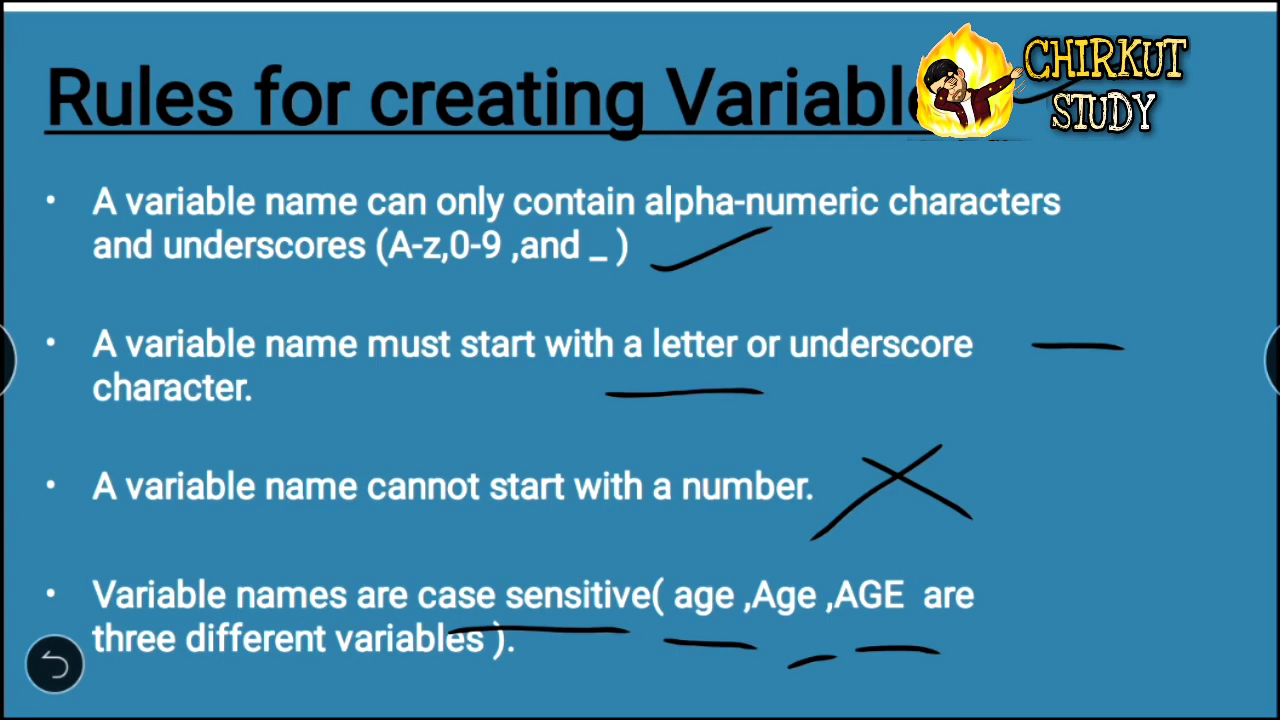 Rules for creating Variabl
CHIRKUT
STUDY
• A variable name can only contain alpha-numeric characters
and underscores (A-z,0-9 ,and _ )
• A variable name must start with a letter or underscore
character.
• A variable name cannot start with a number.
• Variable names are case sensitive( age ,Age ,AGE are
three different variables ).